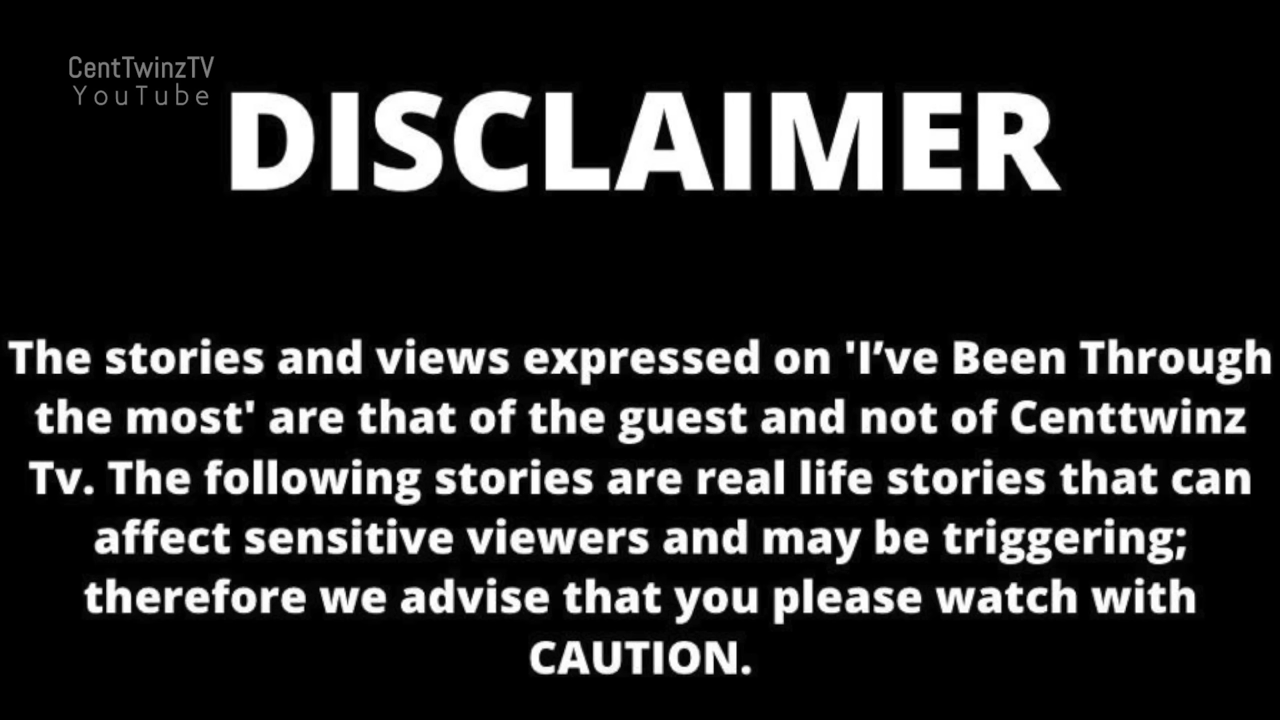 CentTwinzTV
YouTube
DISCLAIMER
The stories and views expressed on 'I’ve Been Through
the most' are that of the guest and not of Centtwinz
Tv. The following stories are real life stories that can
affect sensitive viewers and may be triggering;
therefore we advise that you please watch with
CAUTION.